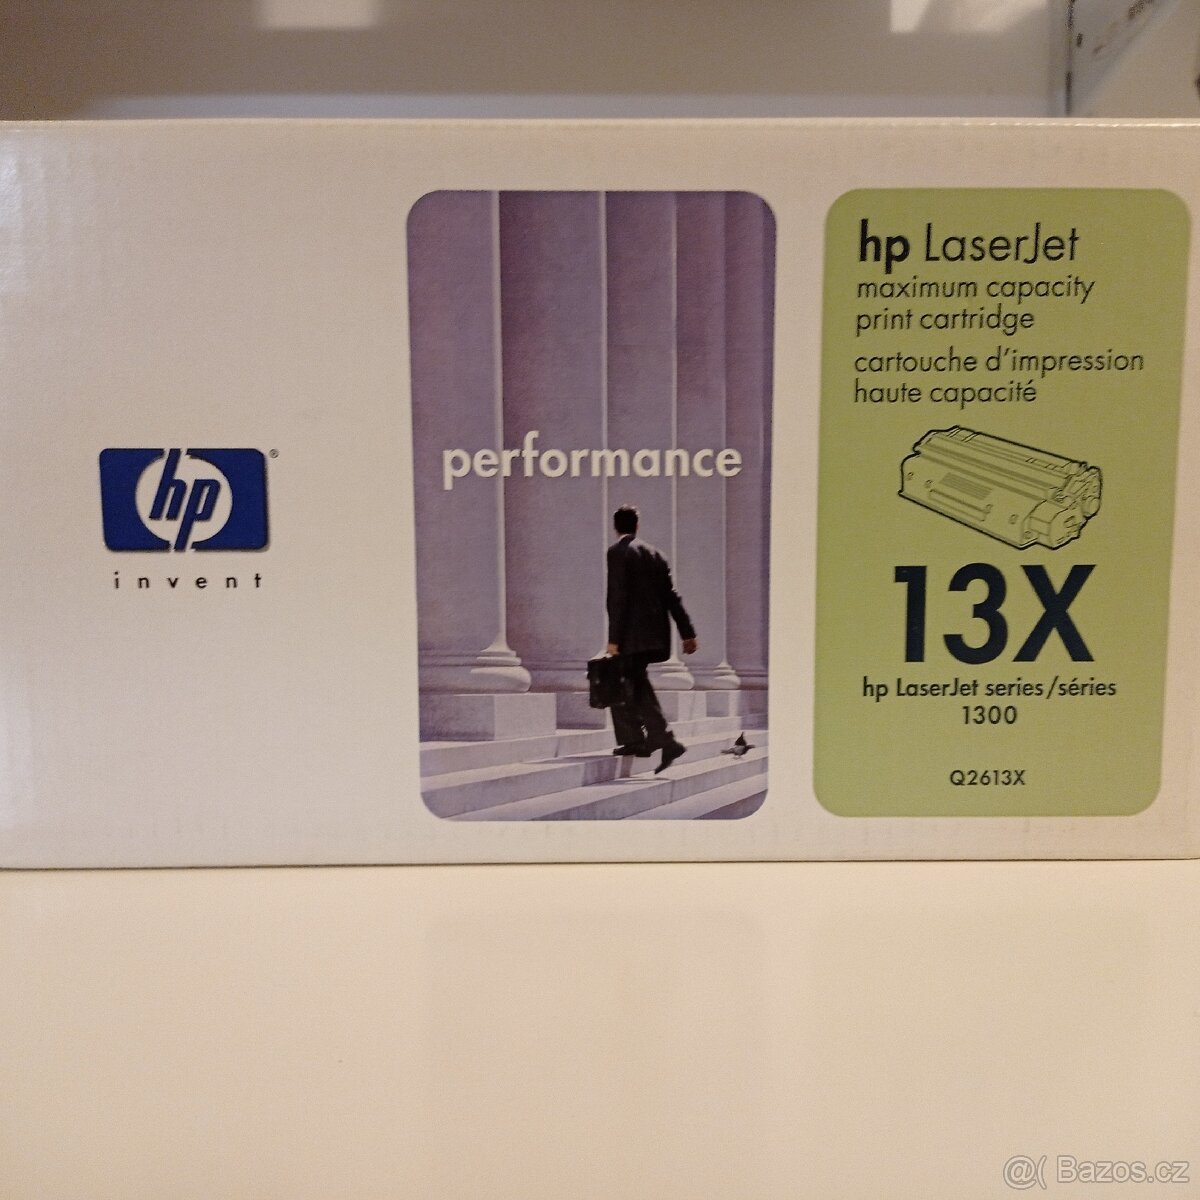 hp
invent
performance
hp LaserJet
maximum capacity
print cartridge
cartouche d'impression
haute capacité
13X
hp LaserJet series/séries
1300
Q2613X
@( Bazos.cz